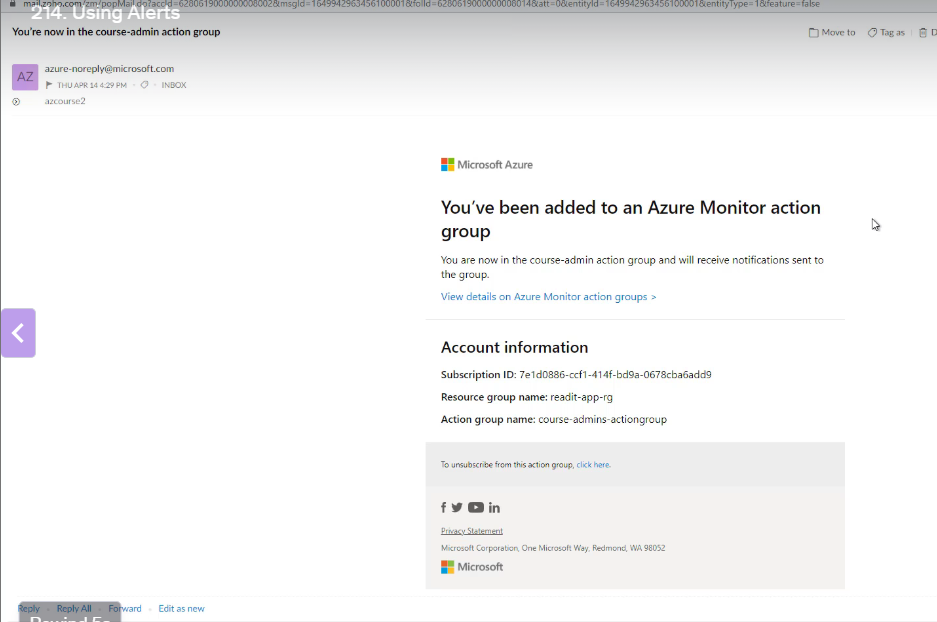 mail.zoho.com/zm/popMail.do?accId=6280619000000008002&msgId=1649942963456100001&folId=6280619000000008014&att=0&entityId=1649942963456100001&entityType=1&feature=false
214. Using Alerts
You're now in the course-admin action group
Move to
Tag as
D
AZ
azure-noreply@microsoft.com
THU APR 14 4:29 PM
INBOX
azcourse2
Microsoft Azure
You've been added to an Azure Monitor action
group
You are now in the course-admin action group and will receive notifications sent to
the group.
View details on Azure Monitor action groups >
Account information
Subscription ID: 7e1d0886-ccf1-414f-bd9a-0678cba6add9
Resource group name: readit-app-rg
Action group name: course-admins-actiongroup
To unsubscribe from this action group, click here.
Privacy Statement
Microsoft Corporation, One Microsoft Way, Redmond, WA 98052
Microsoft
Reply · Reply All · Forward · Edit as new
Rewind 5s